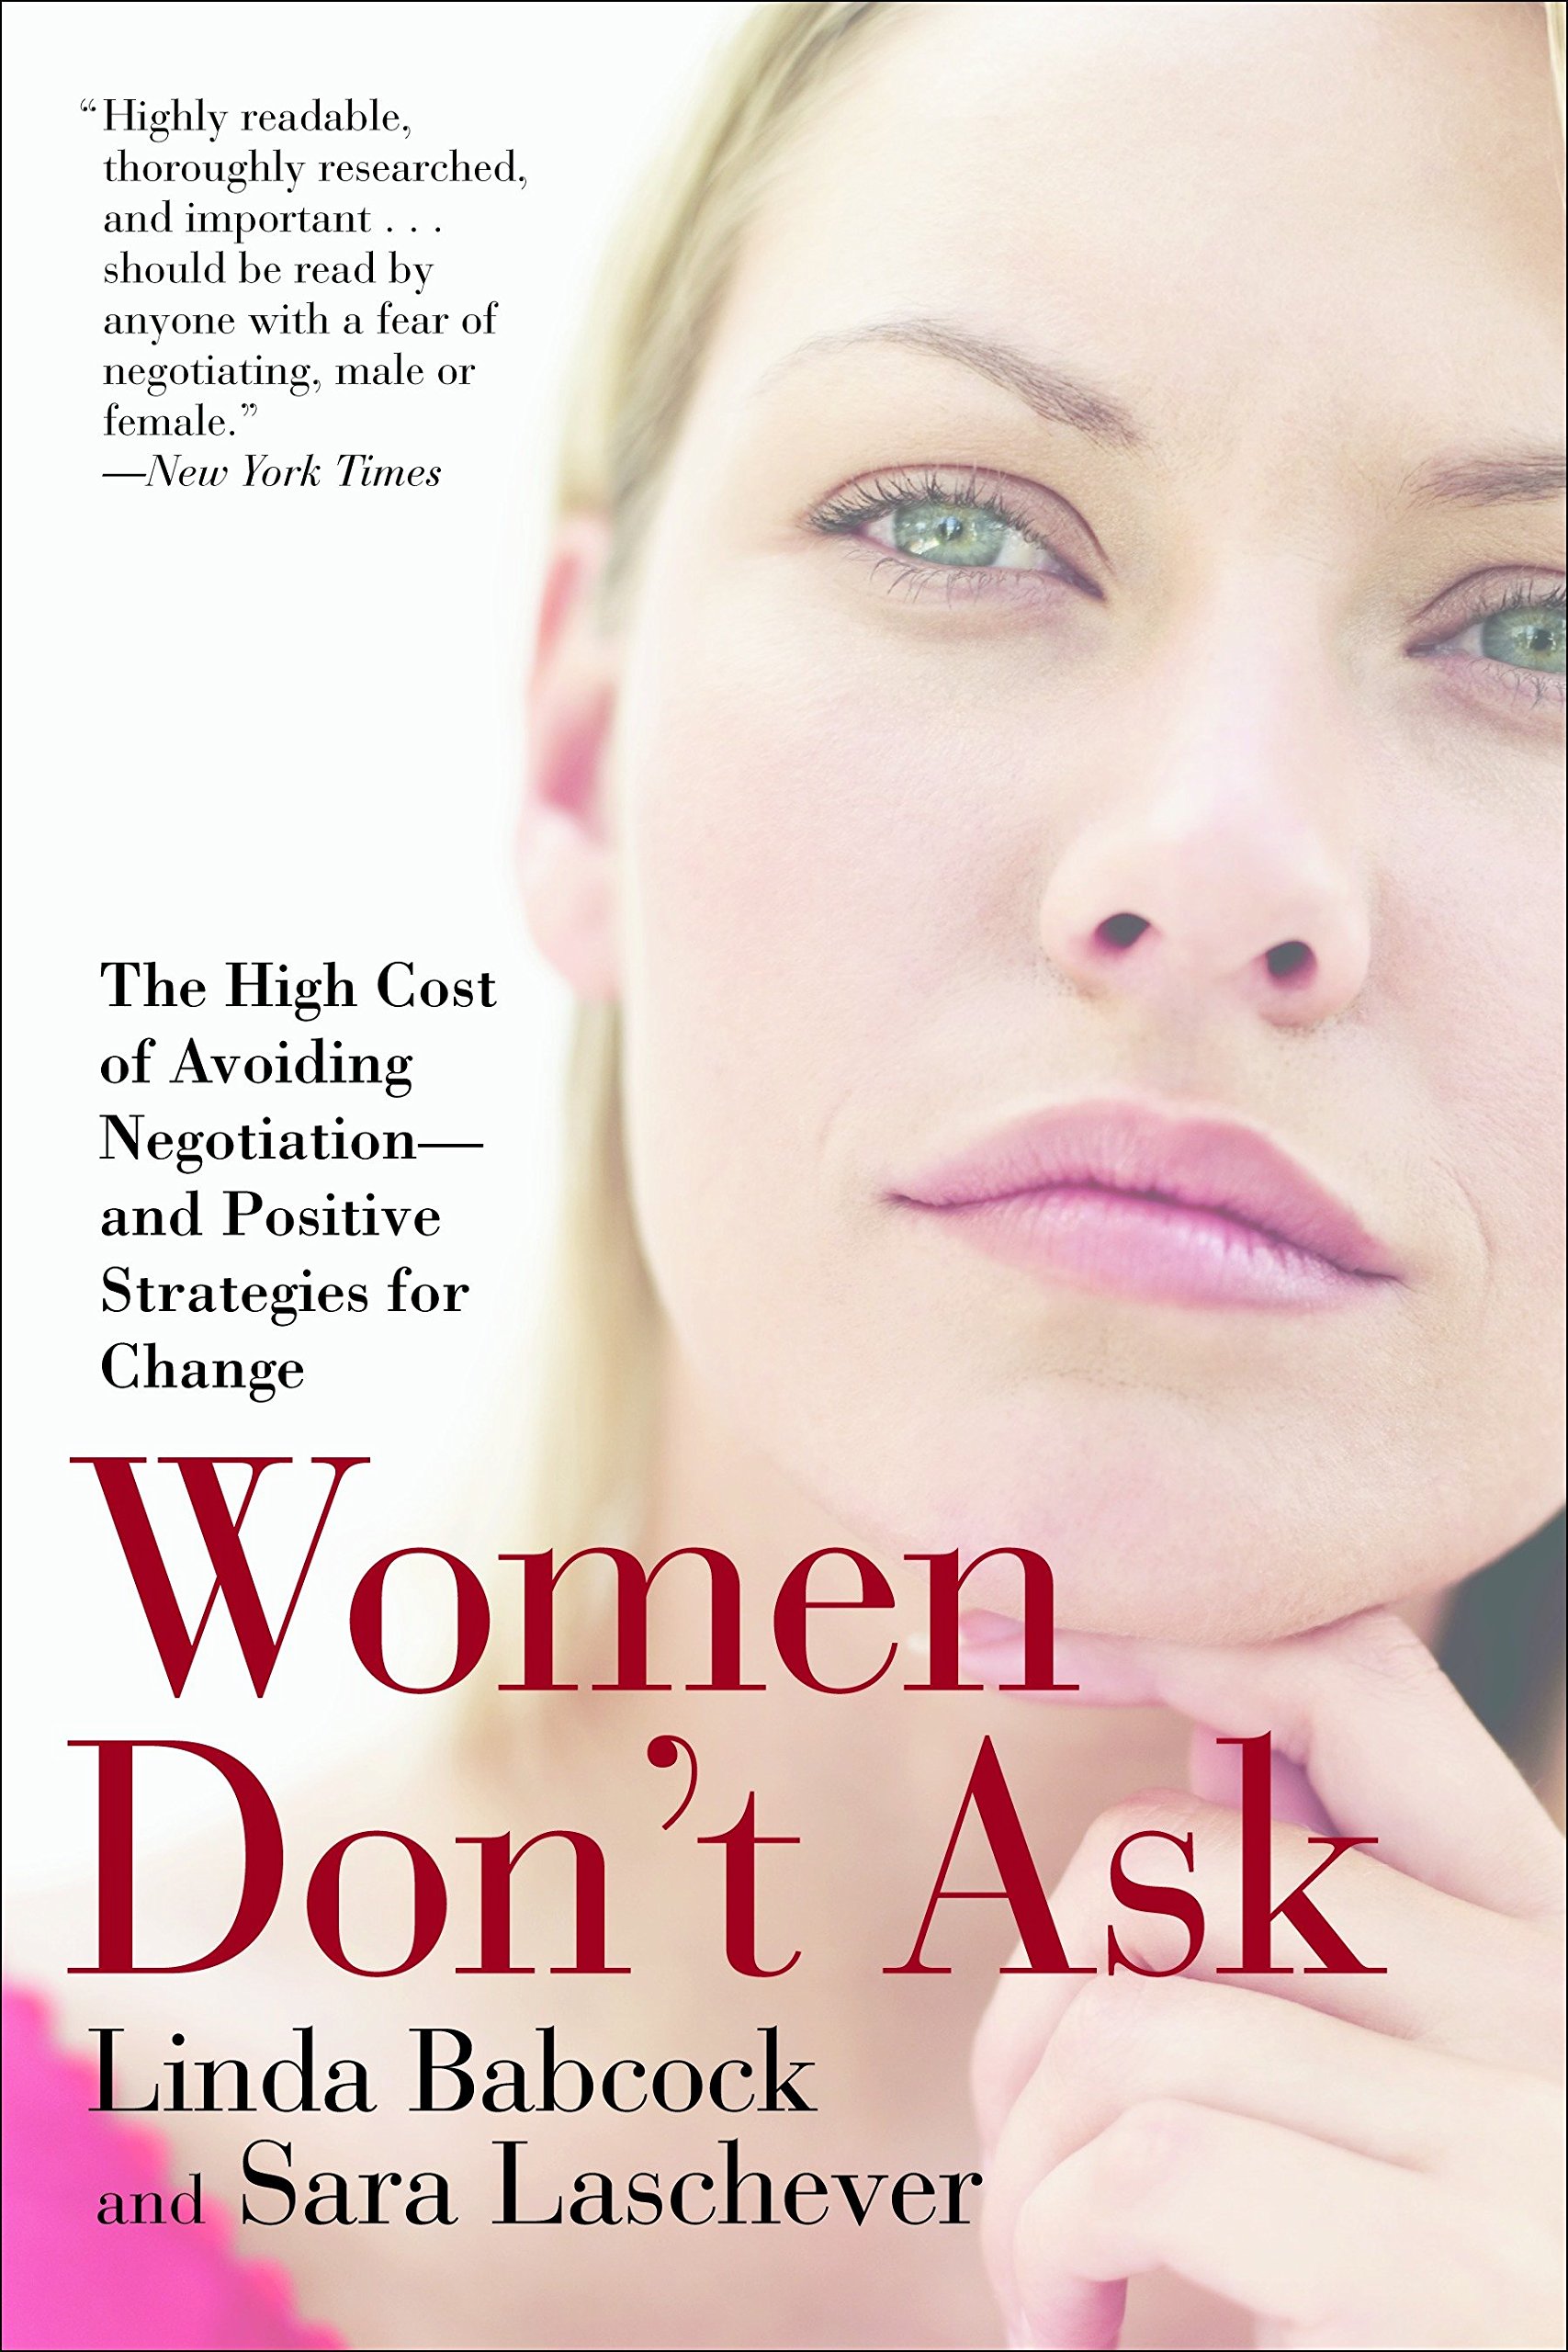 “Highly readable,
thoroughly researched,
and important . . .
should be read by
anyone with a fear of
negotiating, male or
female.”
—New York Times
The High Cost
of Avoiding
Negotiation—
and Positive
Strategies for
Change
Women
Don’t Ask
Linda Babcock
and Sara Laschever